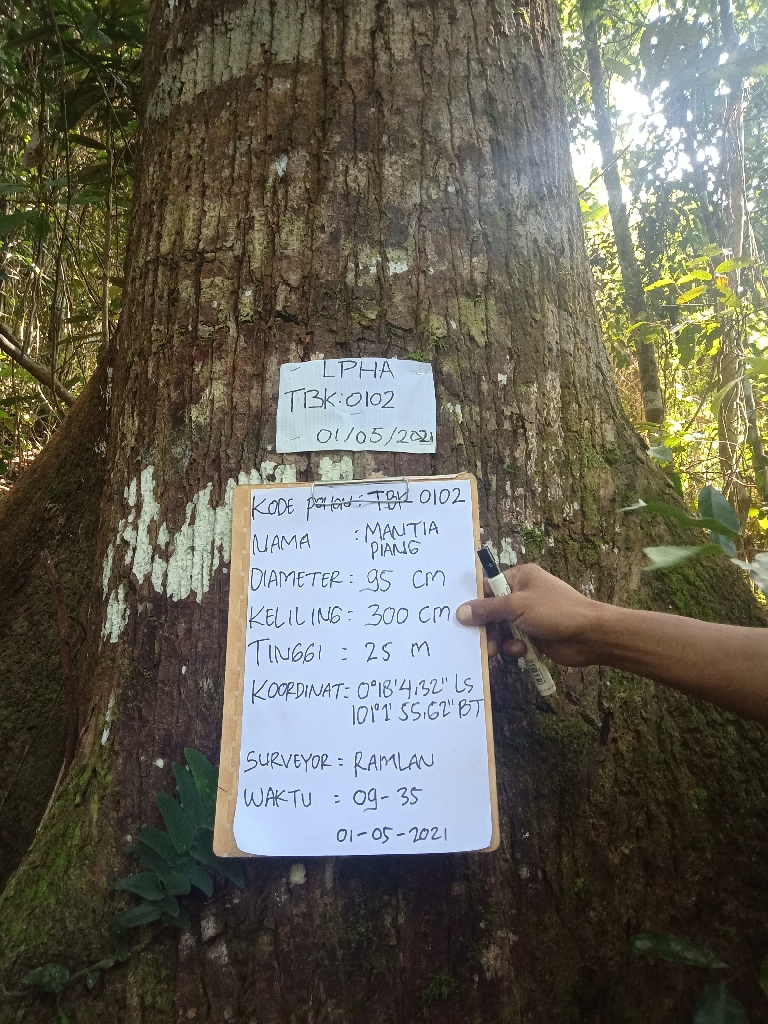 LPHA
TBK:0102
01/05/2021
KODE POHON : TBK 0102
NAMA : MANTIA
PIANG
DIAMETER : 95 CM
KELILING : 300 CM
TINGGI : 25 M
KOORDINAT = 0°18'4,32" LS
101°1' 55,62" BT
SURVEYOR = RAMLAN
WAKTU = 09-35
01-05-2021